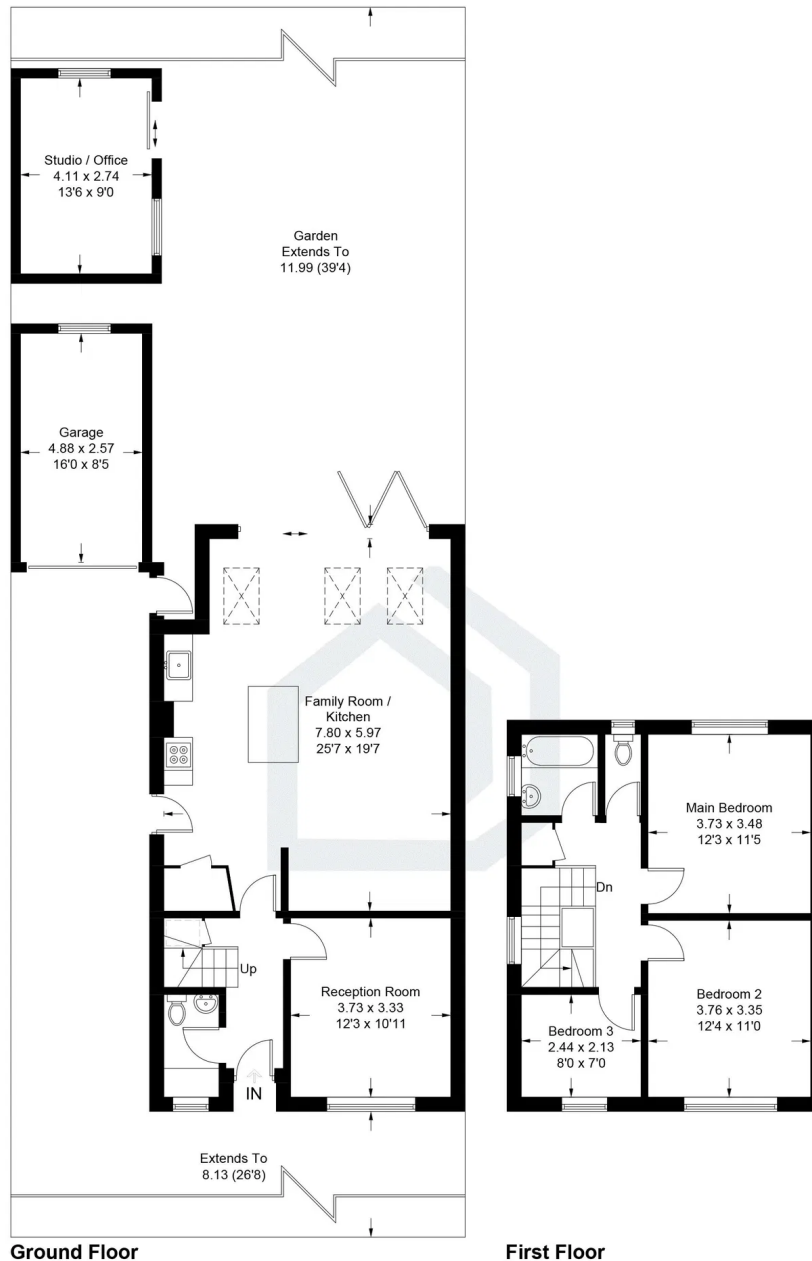 Studio / Office
4.11 x 2.74
13'6 x 9'0
Garden
Extends To
11.99 (39'4)
Garage
4.88 x 2.57
16'0 x 8'5
Family Room /
Kitchen
7.80 x 5.97
25'7 x 19'7
Up
Reception Room
3.73 x 3.33
12'3 x 10'11
IN
Extends To
8.13 (26'8)
Ground Floor
Main Bedroom
3.73 x 3.48
12'3 x 11'5
Dn
Bedroom 2
3.76 x 3.35
12'4 x 11'0
Bedroom 3
2.44 x 2.13
8'0 x 7'0
First Floor